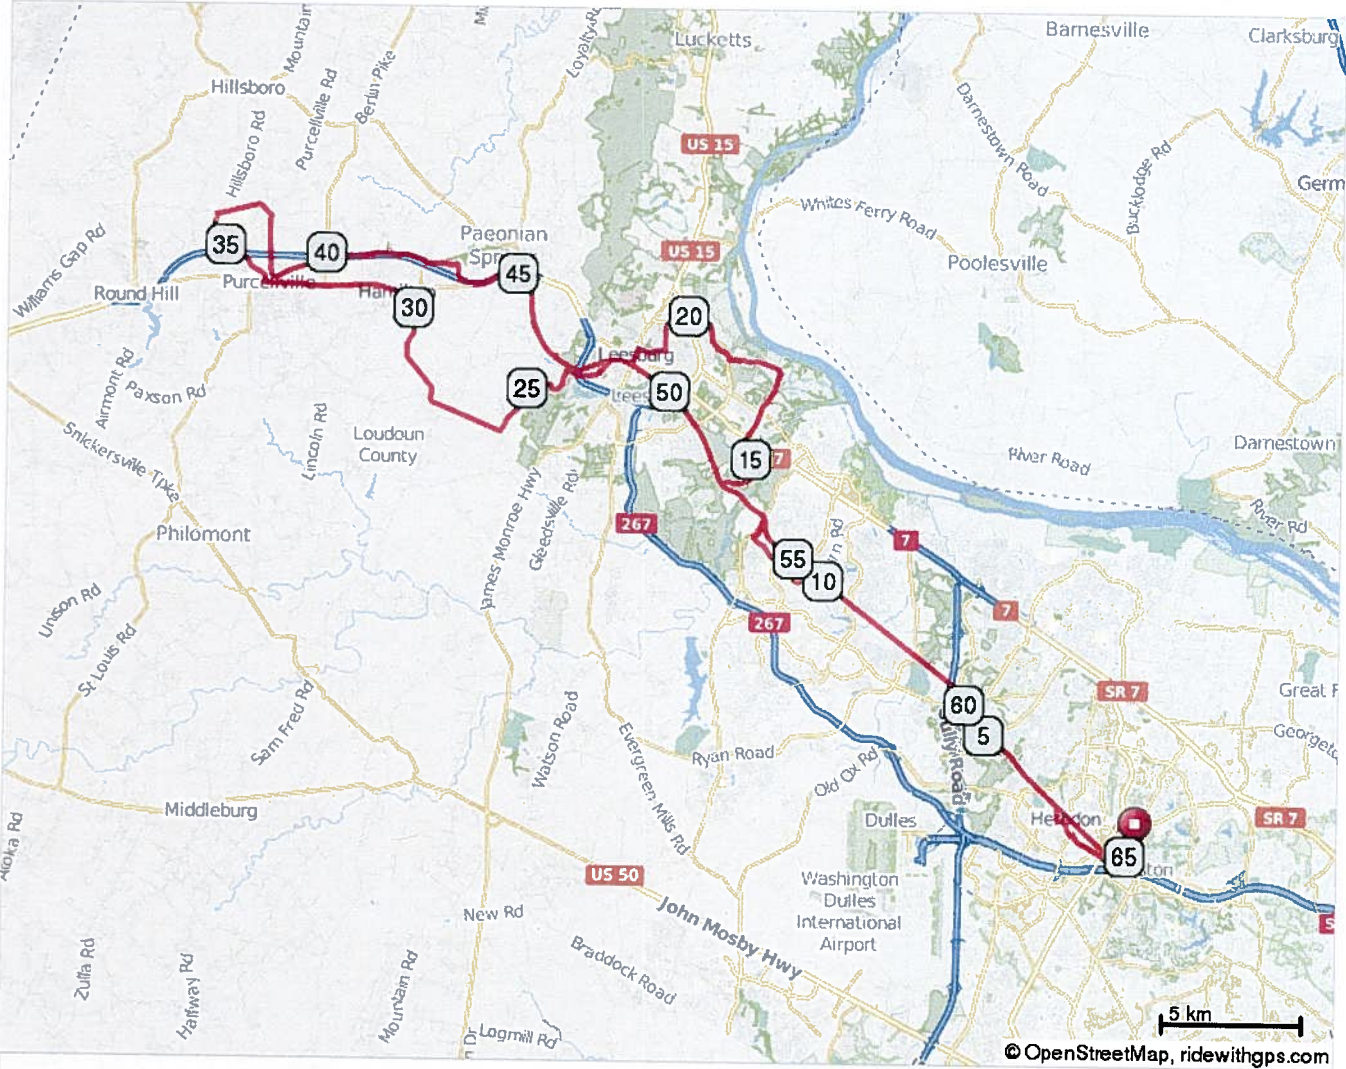 Lucketts
Barnesville
Clarksburg
Mountain
Loyalty
Hillsboro
Purcellville Rd
Berlin Pike
US 15
Darnestown Road
Bucklodge Rd
Germ
Hillsboro Rd
Whites Ferry Road
Williams Gap Rd
Paeonian
Spr
US 15
Poolesville
35
40
45
Purcellville
Round Hill
30
20
Leesburg
Airmont Rd
Paxson Rd
25
Lees
50
Snickersville Tpke
Lincoln Rd
Loudoun
County
15
7
River Road
Darnestown
River Rd
James Monroe Hwy
Gleedsville Rd
267
Philomont
7
55
10
Unison Rd
7
267
St Louis Rd
SR 7
Great F
60
5
Sam Fred Rd
Watson Road
Evergreen Mills Rd
Ryan Road
Old Ox Rd
Georgeto
Middleburg
Dulles
Herndon
SR 7
65
ston
US 50
Washington
Dulles
International
Airport
New Rd
John Mosby Hwy
Braddock Road
Zulla Rd
Halfway Rd
Mountain Rd
Logmill Rd
5 km
© OpenStreetMap, ridewithgps.com